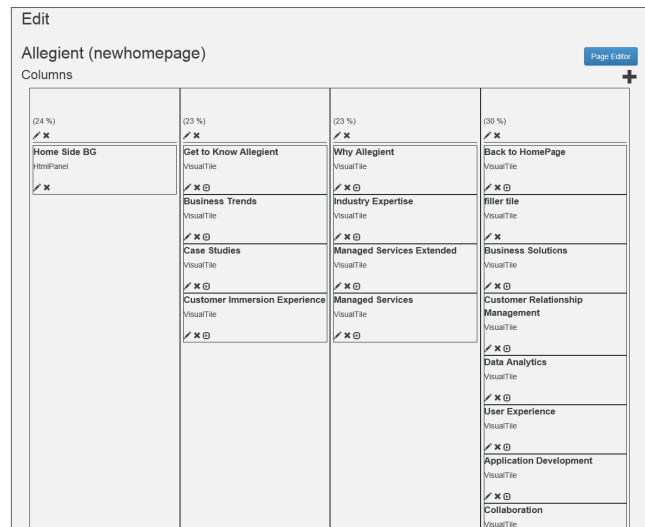 Edit
Allegient (newhomepage)
Page Editor
Columns
(24 %)
Home Side BG
HtmlPanel
(23 %)
Get to Know Allegient
VisualTile
Business Trends
VisualTile
Case Studies
VisualTile
Customer Immersion Experience
VisualTile
(23 %)
Why Allegient
VisualTile
Industry Expertise
VisualTile
Managed Services Extended
VisualTile
Managed Services
VisualTile
(30 %)
Back to HomePage
VisualTile
filler tile
VisualTile
Business Solutions
VisualTile
Customer Relationship
Management
VisualTile
Data Analytics
VisualTile
User Experience
VisualTile
Application Development
VisualTile
Collaboration
VisualTile